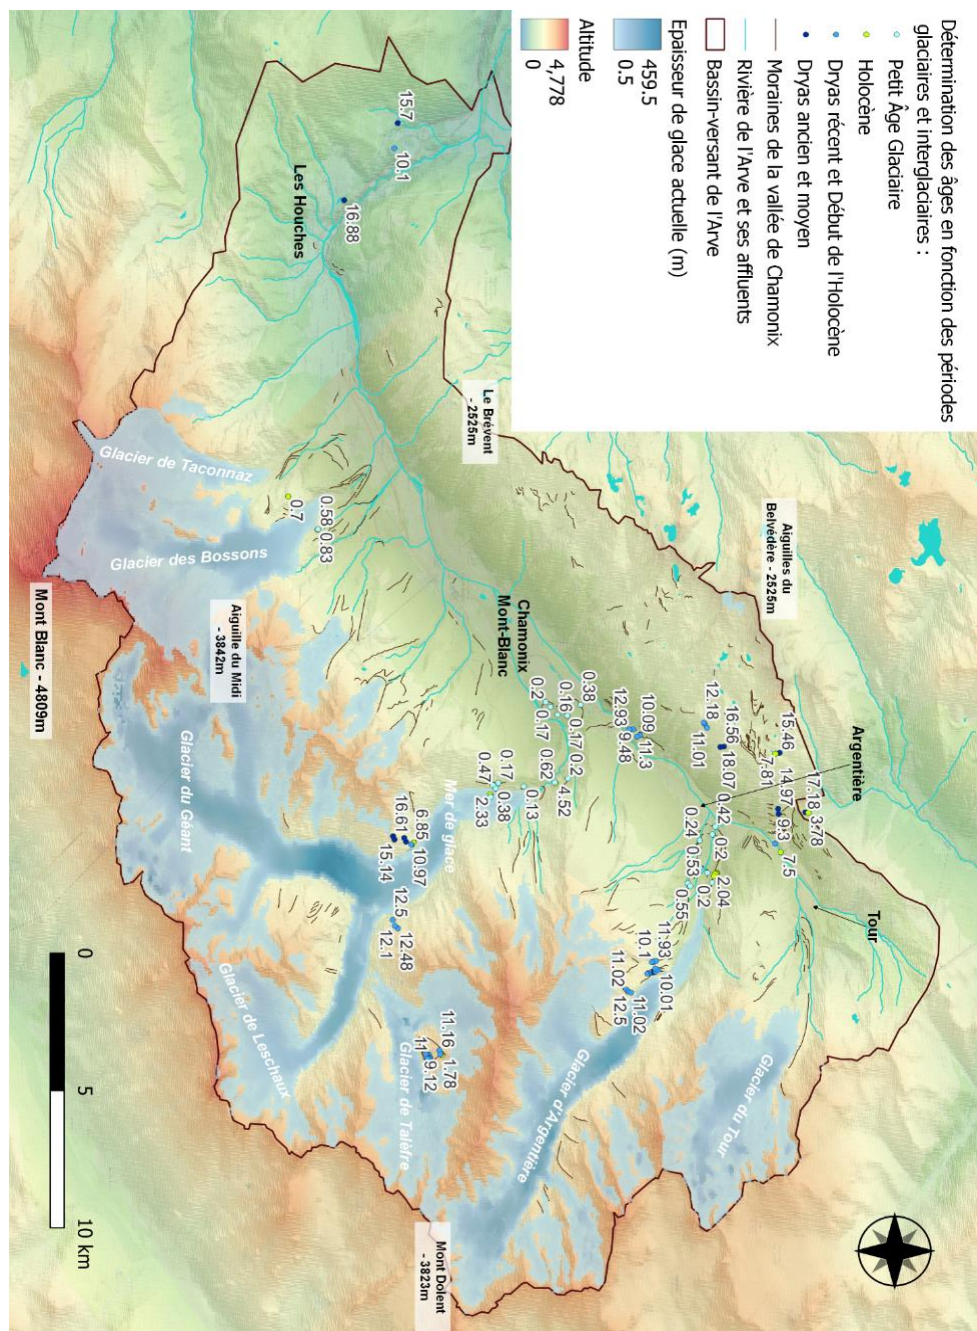 Détermination des âges en fonction des périodes
glaciaires et interglaciaires :
Petit Âge Glaciaire
Holocène
Dryas récent et Début de l'Holocène
Dryas ancien et moyen
Moraines de la vallée de Chamonix
Rivière de l'Arve et ses affluents
Bassin-versant de l'Arve
Epaisseur de glace actuelle (m)
459.5
0.5
Altitude
4,778
0
15.7
10.1
16.88
Les Houches
Le Brévent
- 2525m
Aiguilles du
Belvédère - 2525m
Argentière
Tour
Chamonix
Mont-Blanc
Glacier de Taconnaz
Glacier des Bossons
0.7
0.58
0.83
Mont Blanc - 4809m
Aiguille du Midi
- 3842m
Glacier du Géant
Mer de glace
Glacier de Leschaux
Glacier de Talèfre
Glacier d'Argentière
Glacier du Tour
Mont Dolent
- 3823m
17.18
3.78
15.46
7.81
14.97
9.3
7.5
16.56
18.07
12.18
11.01
10.09
11.3
12.93
9.48
0.38
0.16
0.17
0.2
0.2
0.17
0.62
4.52
0.13
0.17
0.38
0.47
2.33
0.42
0.24
0.2
0.53
2.04
0.2
0.55
6.85
10.97
16.61
15.14
12.5
12.48
12.1
11.93
10.1
10.01
11.02
11.02
12.5
11.16
1.78
11
9.12
0
5
10 km